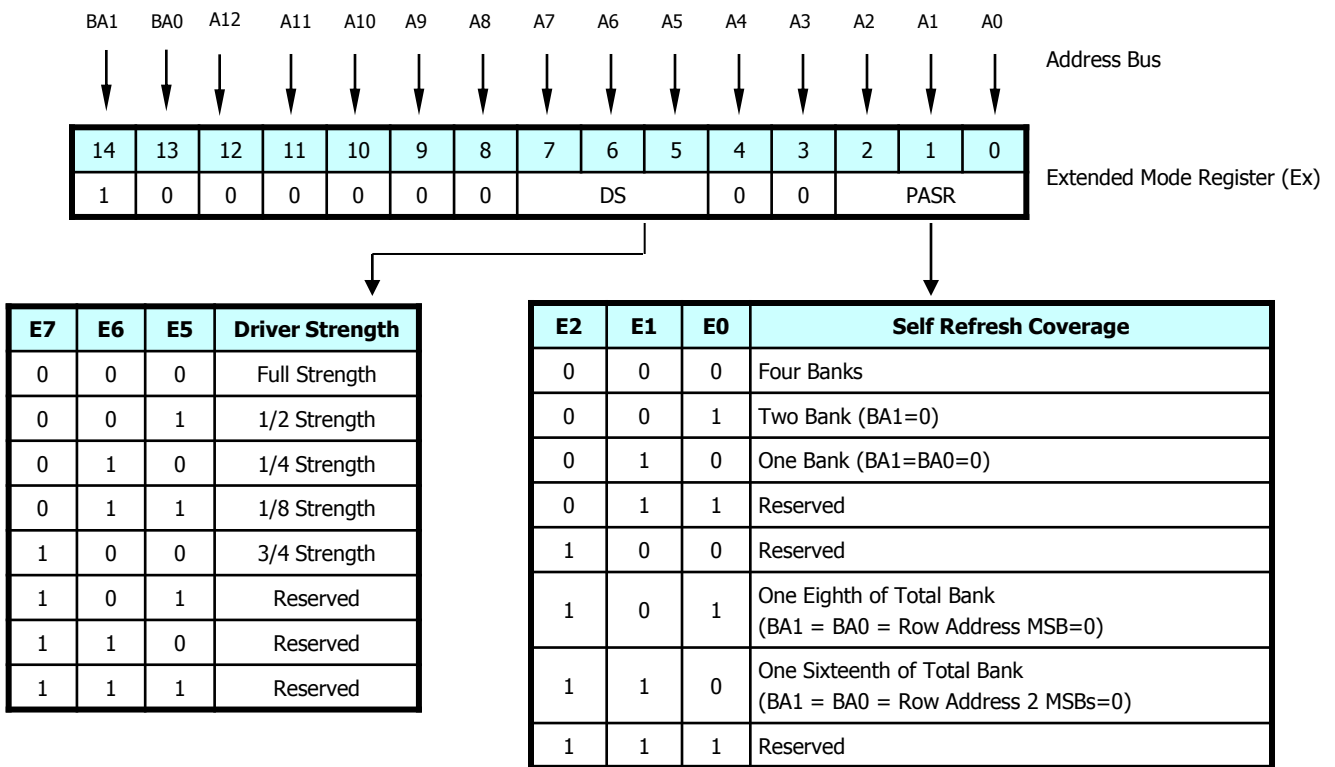 BA1 BA0 A12 A11 A10 A9 A8 A7 A6 A5 A4 A3 A2 A1 A0
Address Bus
14 13 12 11 10 9 8 7 6 5 4 3 2 1 0
1 0 0 0 0 0 0 DS 0 0 PASR
Extended Mode Register (Ex)
E7 E6 E5 Driver Strength
0 0 0 Full Strength
0 0 1 1/2 Strength
0 1 0 1/4 Strength
0 1 1 1/8 Strength
1 0 0 3/4 Strength
1 0 1 Reserved
1 1 0 Reserved
1 1 1 Reserved
E2 E1 E0 Self Refresh Coverage
0 0 0 Four Banks
0 0 1 Two Bank (BA1=0)
0 1 0 One Bank (BA1=BA0=0)
0 1 1 Reserved
1 0 0 Reserved
1 0 1 One Eighth of Total Bank
(BA1 = BA0 = Row Address MSB=0)
1 1 0 One Sixteenth of Total Bank
(BA1 = BA0 = Row Address 2 MSBs=0)
1 1 1 Reserved